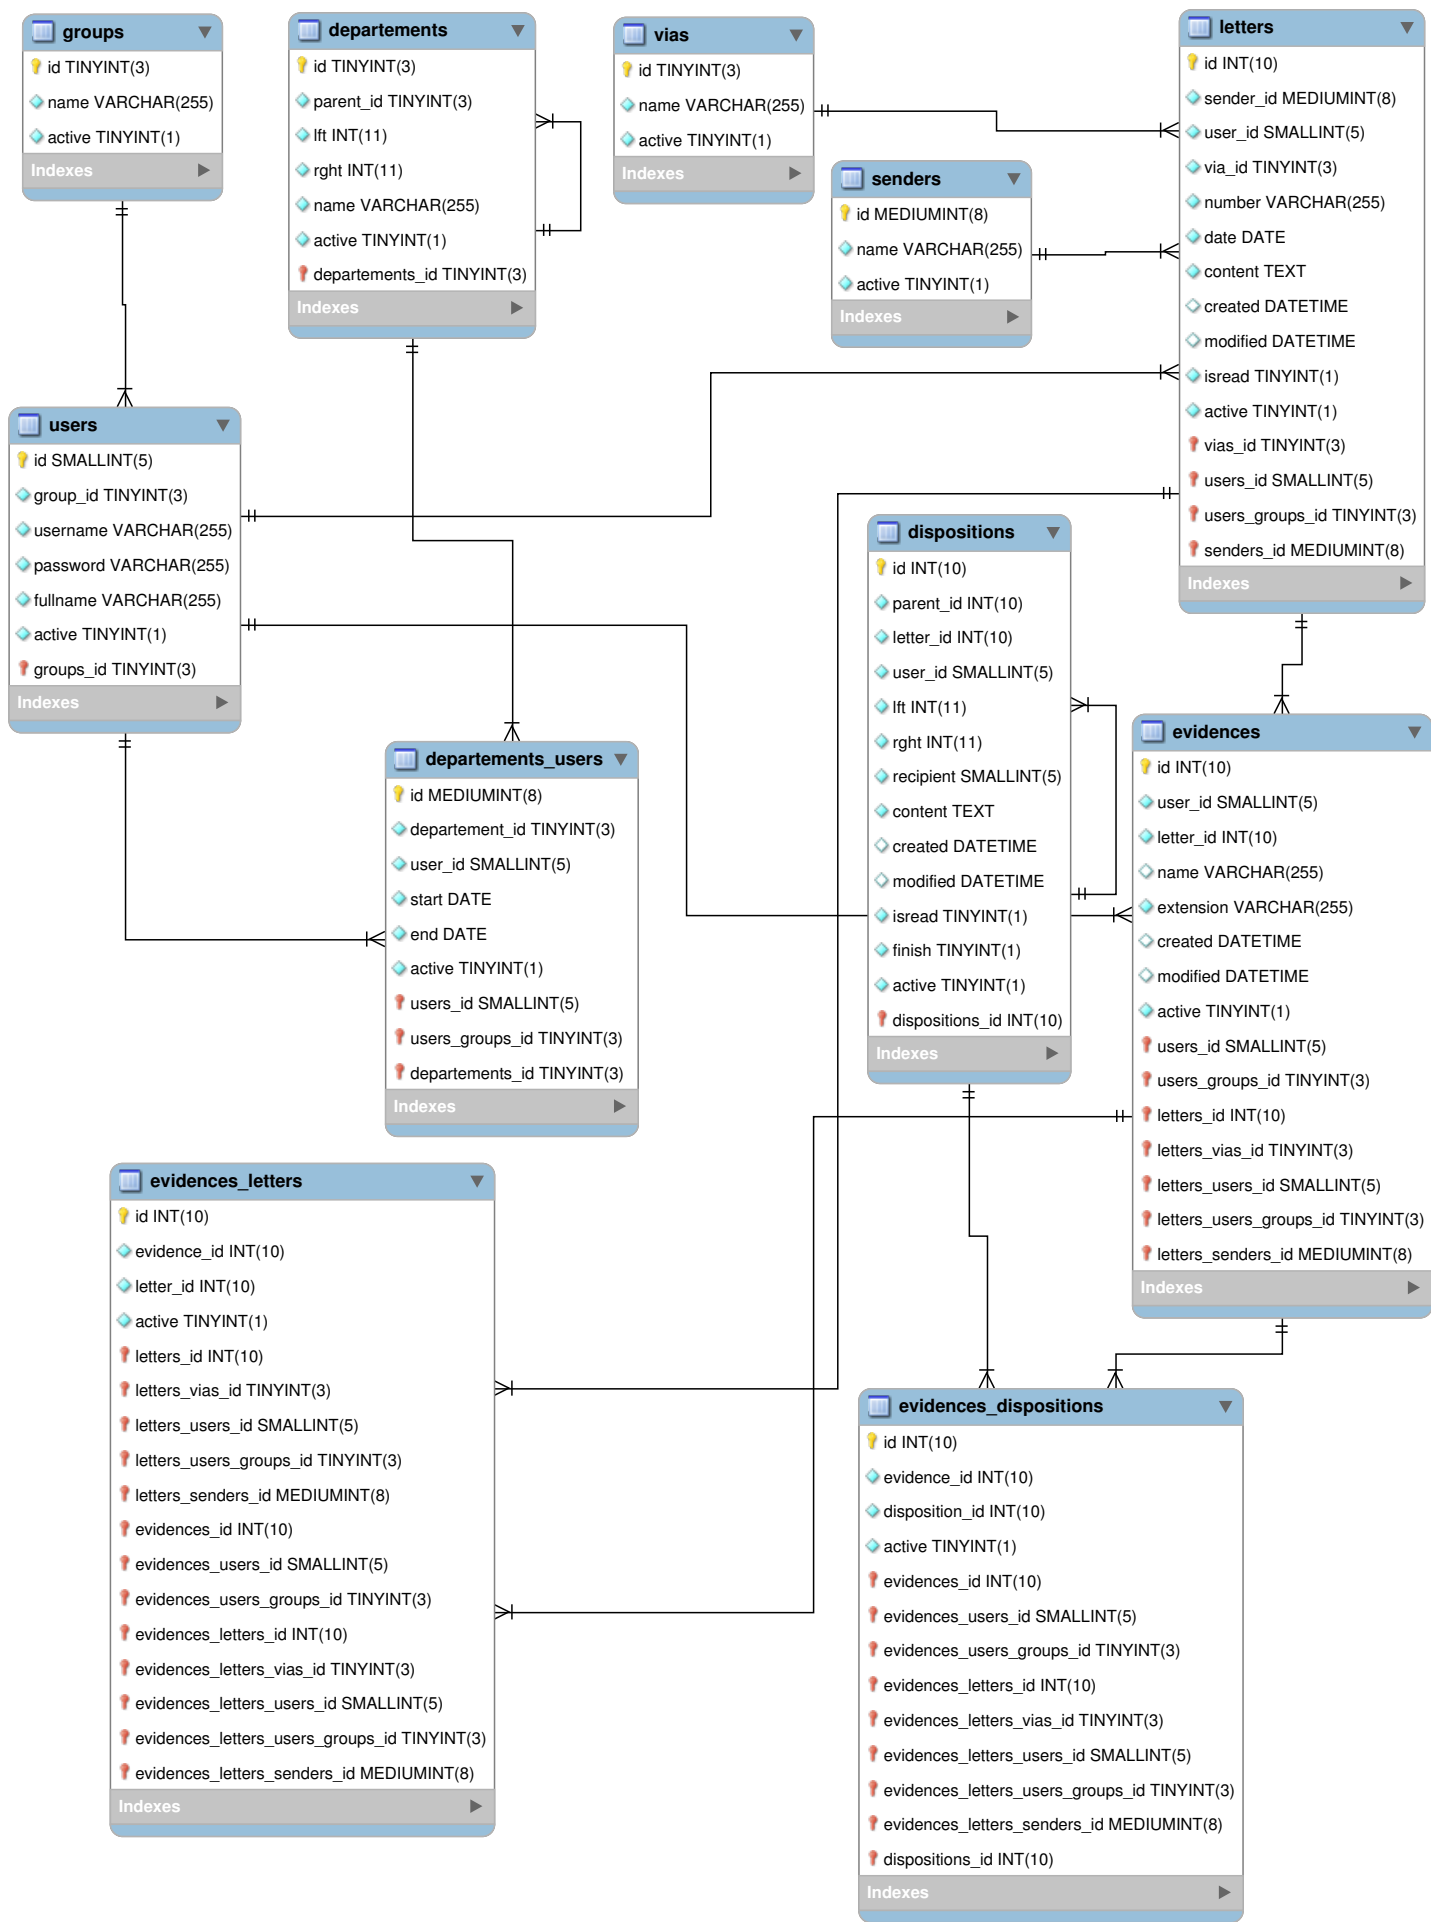 groups
id TINYINT(3)
name VARCHAR(255)
active TINYINT(1)
Indexes
departements
id TINYINT(3)
parent_id TINYINT(3)
lft INT(11)
rght INT(11)
name VARCHAR(255)
active TINYINT(1)
departements_id TINYINT(3)
Indexes
vias
id TINYINT(3)
name VARCHAR(255)
active TINYINT(1)
Indexes
senders
id MEDIUMINT(8)
name VARCHAR(255)
active TINYINT(1)
Indexes
letters
id INT(10)
sender_id MEDIUMINT(8)
user_id SMALLINT(5)
via_id TINYINT(3)
number VARCHAR(255)
date DATE
content TEXT
created DATETIME
modified DATETIME
isread TINYINT(1)
active TINYINT(1)
vias_id TINYINT(3)
users_id SMALLINT(5)
users_groups_id TINYINT(3)
senders_id MEDIUMINT(8)
Indexes
users
id SMALLINT(5)
group_id TINYINT(3)
username VARCHAR(255)
password VARCHAR(255)
fullname VARCHAR(255)
active TINYINT(1)
groups_id TINYINT(3)
Indexes
dispositions
id INT(10)
parent_id INT(10)
letter_id INT(10)
user_id SMALLINT(5)
lft INT(11)
rght INT(11)
recipient SMALLINT(5)
content TEXT
created DATETIME
modified DATETIME
isread TINYINT(1)
finish TINYINT(1)
active TINYINT(1)
dispositions_id INT(10)
Indexes
departements_users
id MEDIUMINT(8)
departement_id TINYINT(3)
user_id SMALLINT(5)
start DATE
end DATE
active TINYINT(1)
users_id SMALLINT(5)
users_groups_id TINYINT(3)
departements_id TINYINT(3)
Indexes
evidences
id INT(10)
user_id SMALLINT(5)
letter_id INT(10)
name VARCHAR(255)
extension VARCHAR(255)
created DATETIME
modified DATETIME
active TINYINT(1)
users_id SMALLINT(5)
users_groups_id TINYINT(3)
letters_id INT(10)
letters_vias_id TINYINT(3)
letters_users_id SMALLINT(5)
letters_users_groups_id TINYINT(3)
letters_senders_id MEDIUMINT(8)
Indexes
evidences_letters
id INT(10)
evidence_id INT(10)
letter_id INT(10)
active TINYINT(1)
letters_id INT(10)
letters_vias_id TINYINT(3)
letters_users_id SMALLINT(5)
letters_users_groups_id TINYINT(3)
letters_senders_id MEDIUMINT(8)
evidences_id INT(10)
evidences_users_id SMALLINT(5)
evidences_users_groups_id TINYINT(3)
evidences_letters_id INT(10)
evidences_letters_vias_id TINYINT(3)
evidences_letters_users_id SMALLINT(5)
evidences_letters_users_groups_id TINYINT(3)
evidences_letters_senders_id MEDIUMINT(8)
Indexes
evidences_dispositions
id INT(10)
evidence_id INT(10)
disposition_id INT(10)
active TINYINT(1)
evidences_id INT(10)
evidences_users_id SMALLINT(5)
evidences_users_groups_id TINYINT(3)
evidences_letters_id INT(10)
evidences_letters_vias_id TINYINT(3)
evidences_letters_users_id SMALLINT(5)
evidences_letters_users_groups_id TINYINT(3)
evidences_letters_senders_id MEDIUMINT(8)
dispositions_id INT(10)
Indexes